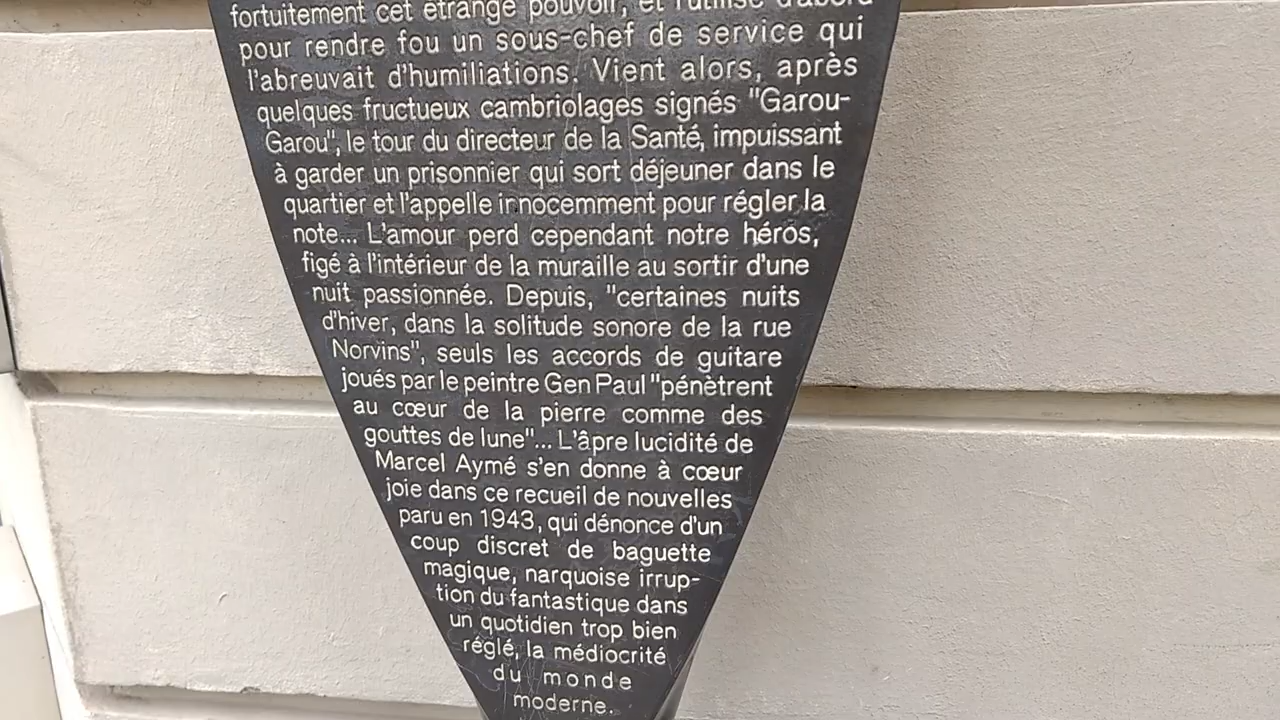 fortuitement cet étrange pouvoir, et l'utilise d'abord
pour rendre fou un sous-chef de service qui
l'abreuvait d'humiliations. Vient alors, après
quelques fructueux cambriolages signés "Garou-
Garou", le tour du directeur de la Santé, impuissant
à garder un prisonnier qui sort déjeuner dans le
quartier et l'appelle innocemment pour régler la
note... L'amour perd cependant notre héros,
figé à l'intérieur de la muraille au sortir d'une
nuit passionnée. Depuis, "certaines nuits
d'hiver, dans la solitude sonore de la rue
Norvins", seuls les accords de guitare
joués par le peintre Gen Paul "pénètrent
au cœur de la pierre comme des
gouttes de lune"... L'âpre lucidité de
Marcel Aymé s'en donne à cœur
joie dans ce recueil de nouvelles
paru en 1943, qui dénonce d'un
coup discret de baguette
magique, narquoise irrup-
tion du fantastique dans
un quotidien trop bien
réglé, la médiocrité
du monde
moderne.